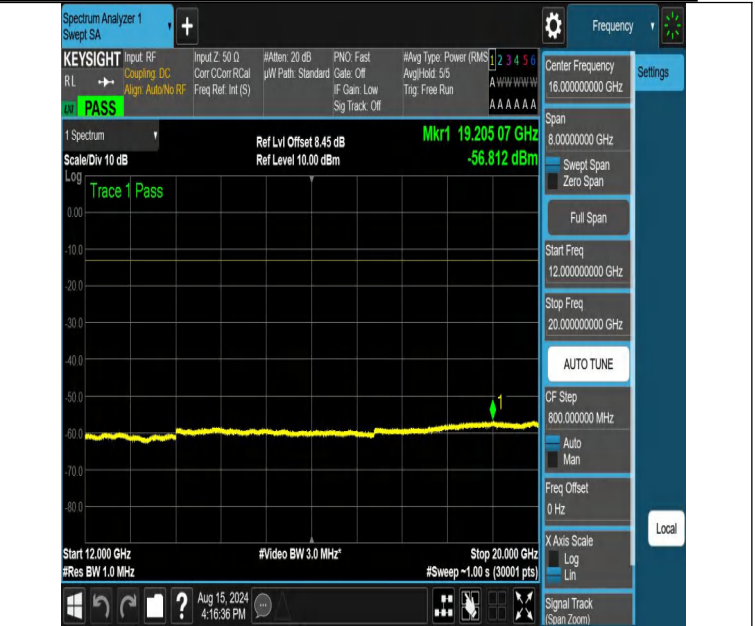 Spectrum Analyzer 1
Swept SA
+
Frequency
KEYSIGHT
RL
PASS
Input: RF
Coupling: DC
Align: Auto/No RF
Input Z: 50 Ω
Corr CCorr RCal
Freq Ref: Int (S)
#Atten: 20 dB
µW Path: Standard
PNO: Fast
Gate: Off
IF Gain: Low
Sig Track: Off
#Avg Type: Power (RMS
Avg|Hold: 5/5
Trig: Free Run
1 2 3 4 5 6
A W W W W W
A A A A A A
1 Spectrum
Scale/Div 10 dB
Ref Lvl Offset 8.45 dB
Ref Level 10.00 dBm
Mkr1 19.205 07 GHz
-56.812 dBm
Log
Trace 1 Pass
0.00
-10.0
-20.0
-30.0
-40.0
-50.0
1
-60.0
-70.0
-80.0
Start 12.000 GHz
#Res BW 1.0 MHz
#Video BW 3.0 MHz*
Stop 20.000 GHz
#Sweep ~1.00 s (30001 pts)
?
Aug 15, 2024
4:16:36 PM
Center Frequency
16.000000000 GHz
Span
8.00000000 GHz
Swept Span
Zero Span
Full Span
Start Freq
12.000000000 GHz
Stop Freq
20.000000000 GHz
AUTO TUNE
CF Step
800.000000 MHz
Auto
Man
Freq Offset
0 Hz
X Axis Scale
Log
Lin
Signal Track
(Span Zoom)
Settings
Local